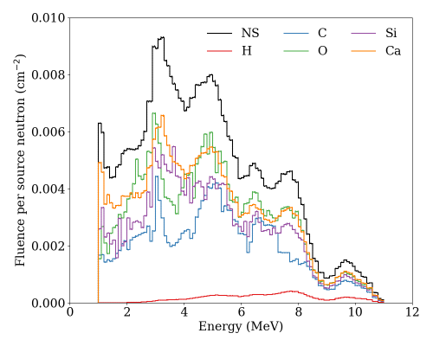 0.010
0.008
0.006
0.004
0.002
0.000
Fluence per source neutron (cm⁻²)
NS C Si
H O Ca
0 2 4 6 8 10 12
Energy (MeV)